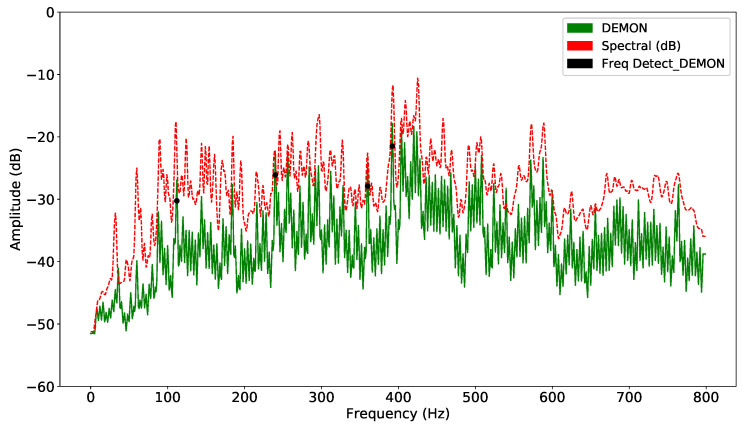 0
−10
−20
−30
−40
−50
−60
Amplitude (dB)
DEMON
Spectral (dB)
Freq Detect_DEMON
0 100 200 300 400 500 600 700 800
Frequency (Hz)